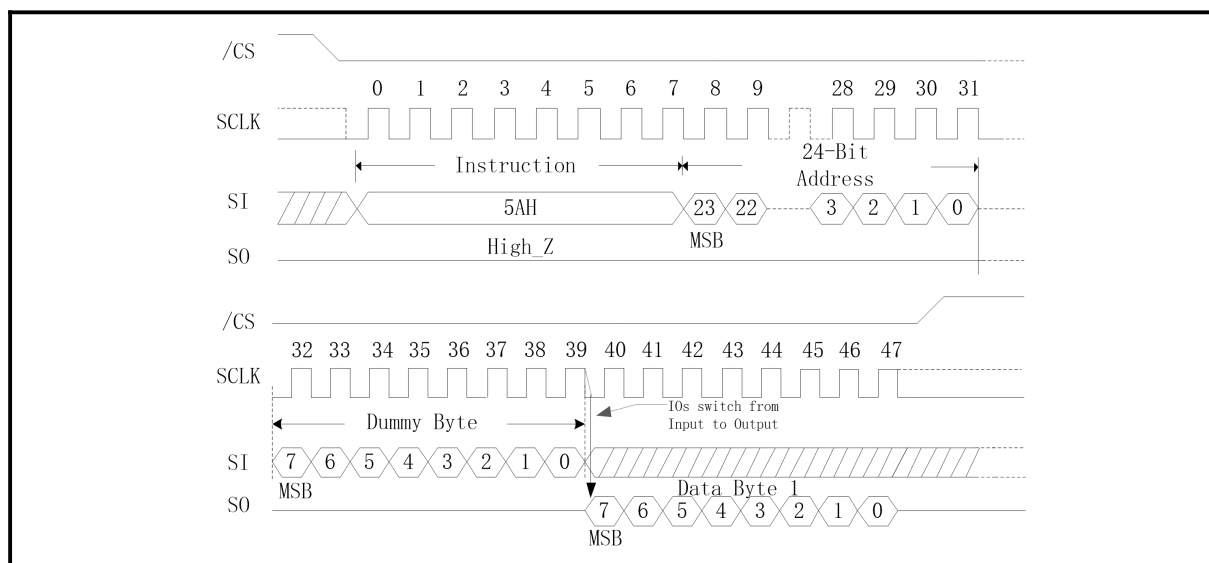 /CS
0 1 2 3 4 5 6 7 8 9 28 29 30 31
SCLK
Instruction
24-Bit
Address
SI
5AH
23 22 3 2 1 0
MSB
High_Z
SO
/CS
32 33 34 35 36 37 38 39 40 41 42 43 44 45 46 47
SCLK
IOs switch from
Input to Output
Dummy Byte
SI
7 6 5 4 3 2 1 0
MSB
Data Byte 1
SO
7 6 5 4 3 2 1 0
MSB